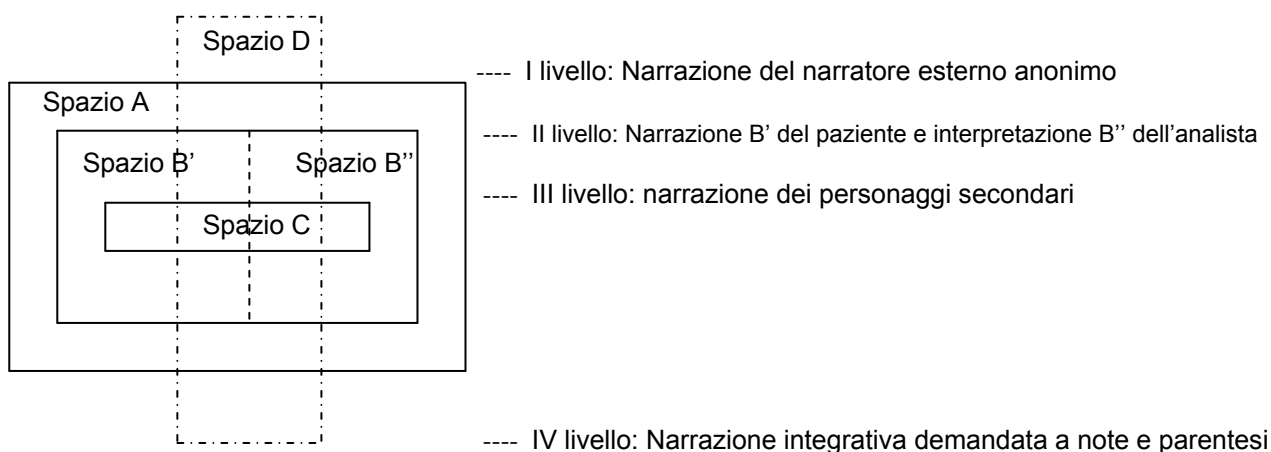 Spazio D
---- I livello: Narrazione del narratore esterno anonimo
Spazio A
---- II livello: Narrazione B' del paziente e interpretazione B'' dell'analista
Spazio B' Spazio B''
---- III livello: narrazione dei personaggi secondari
Spazio C
---- IV livello: Narrazione integrativa demandata a note e parentesi